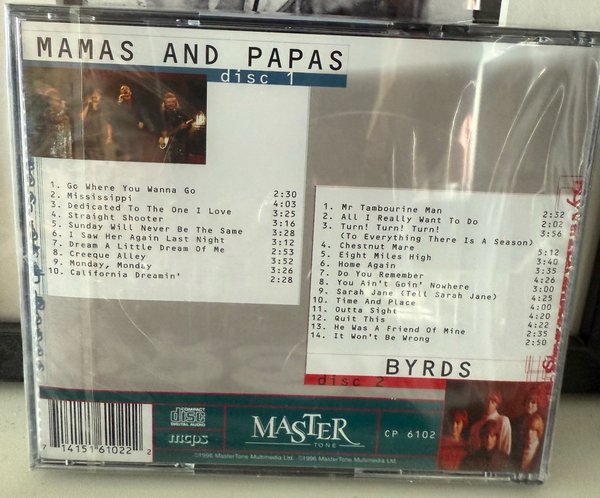 MAMAS AND PAPAS
disc 1
1. Go Where You Wanna Go 2:30
2. Mississippi 4:03
3. Dedicated To The One I Love 3:25
4. Straight Shooter 3:16
5. Sunday Will Never Be The Same 3:28
6. I Saw Her Again Last Night 3:12
7. Dream A Little Dream Of Me 2:53
8. Creeque Alley 3:52
9. Monday, Monday 3:26
10. California Dreamin' 2:28
1. Mr Tambourine Man 2:32
2. All I Really Want To Do 2:02
3. Turn! Turn! Turn! 3:56
(To Everything There Is A Season)
4. Chestnut Mare 5:12
5. Eight Miles High 3:40
6. Home Again 3:35
7. Do You Remember 4:26
8. You Ain't Goin' Nowhere 3:00
9. Sarah Jane (Tell Sarah Jane) 4:25
10. Time And Place 4:00
11. Outta Sight 4:20
12. Quit This 4:22
13. He Was A Friend Of Mine 2:35
14. It Won't Be Wrong 2:50
BYRDS
disc 2
COMPACT
disc
DIGITAL AUDIO
mcps
MASTER
TONE
CP 6102
7 14151 61022 2
©1996 MasterTone Multimedia Ltd. ©1996 MasterTone Multimedia Ltd.